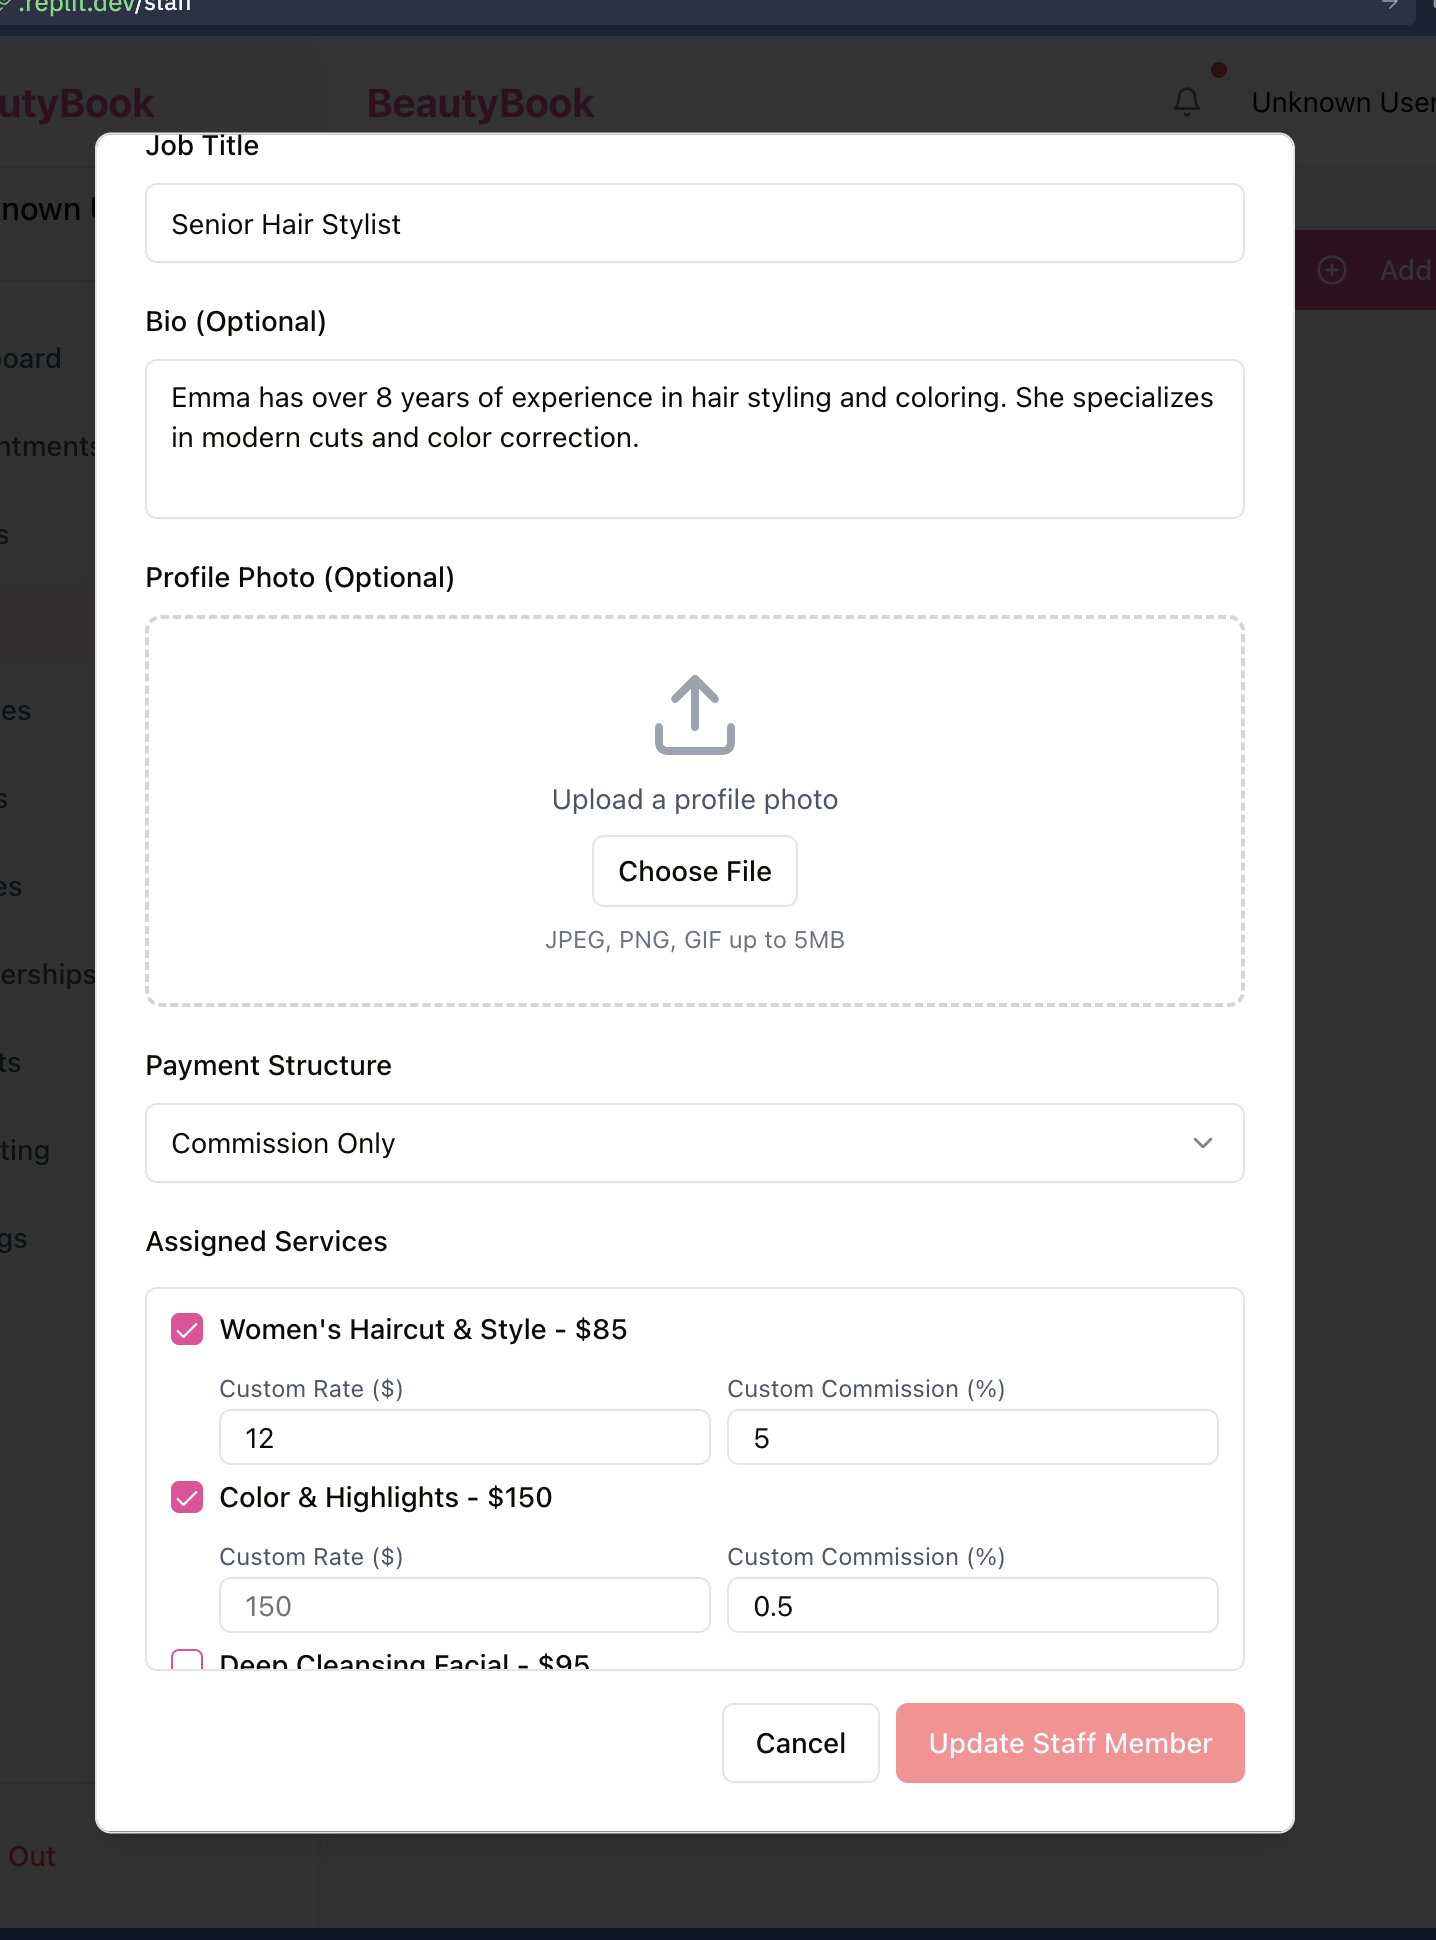 .replit.dev/staff
utyBook
BeautyBook
Unknown User
Job Title
Senior Hair Stylist
Add
Bio (Optional)
Emma has over 8 years of experience in hair styling and coloring. She specializes
in modern cuts and color correction.
Profile Photo (Optional)
Upload a profile photo
Choose File
JPEG, PNG, GIF up to 5MB
Payment Structure
Commission Only
Assigned Services
Women's Haircut & Style - $85
Custom Rate ($) Custom Commission (%)
12 5
Color & Highlights - $150
Custom Rate ($) Custom Commission (%)
150 0.5
Deep Cleansing Facial - $95
Cancel Update Staff Member
nown U
oard
ntments
s
es
s
es
erships
ts
ting
gs
Out